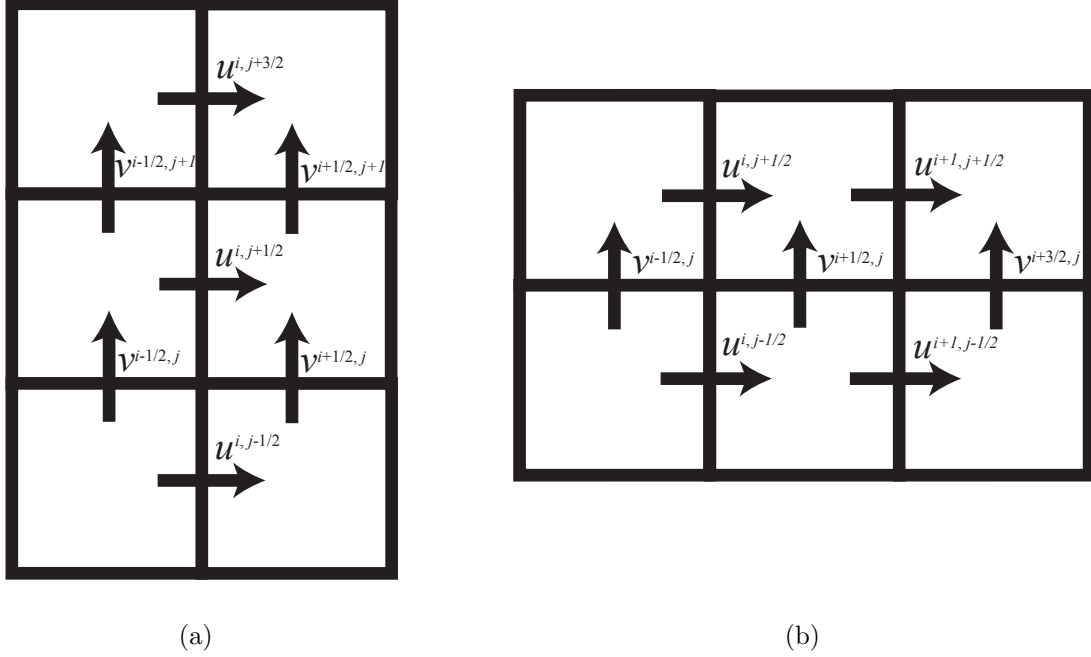 u^{i, j+3/2}
v^{i-1/2, j+1} v^{i+1/2, j+1}
u^{i, j+1/2}
v^{i-1/2, j} v^{i+1/2, j}
u^{i, j-1/2}
(a)
u^{i, j+1/2} u^{i+1, j+1/2}
v^{i-1/2, j} v^{i+1/2, j} v^{i+3/2, j}
u^{i, j-1/2} u^{i+1, j-1/2}
(b)